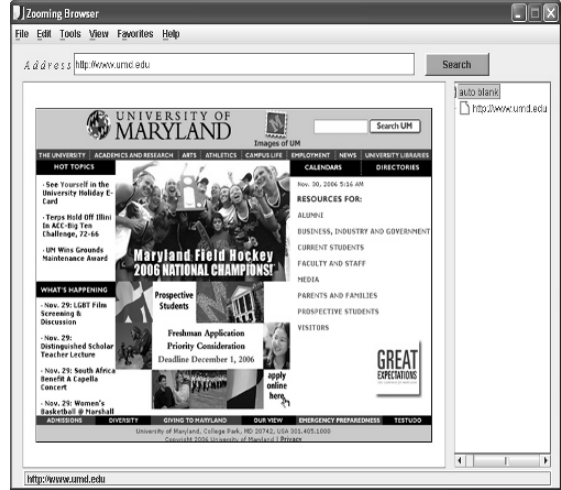 Zooming Browser
File Edit Tools View Favorites Help
Address http://www.umd.edu Search
auto blank
http://www.umd.edu
UNIVERSITY OF
MARYLAND
Images of UM
Search UM
THE UNIVERSITY ACADEMICS AND RESEARCH ARTS ATHLETICS CAMPUS LIFE EMPLOYMENT NEWS UNIVERSITY LIBRARIES
HOT TOPICS
- See Yourself in the
University Holiday E-
Card
- Terps Hold Off Illini
In ACC-Big Ten
Challenge, 72-66
- UM Wins Grounds
Maintenance Award
WHAT'S HAPPENING
- Nov. 29: LGBT Film
Screening &
Discussion
- Nov. 29:
Distinguished Scholar
Teacher Lecture
- Nov. 29: South Africa
Benefit A Capella
Concert
- Nov. 29: Women's
Basketball @ Marshall
Maryland Field Hockey
2006 NATIONAL CHAMPIONS!
Prospective
Students
Freshman Application
Priority Consideration
Deadline December 1, 2006
apply
online
here
CALENDARS DIRECTORIES
Nov. 30, 2006 5:16 AM
RESOURCES FOR:
ALUMNI
BUSINESS, INDUSTRY AND GOVERNMENT
CURRENT STUDENTS
FACULTY AND STAFF
MEDIA
PARENTS AND FAMILIES
PROSPECTIVE STUDENTS
VISITORS
GREAT
EXPECTATIONS
ADMISSIONS DIVERSITY GIVING TO MARYLAND OUR VIEW EMERGENCY PREPAREDNESS TESTUDO
University of Maryland, College Park, MD 20742, USA 301.405.1000
Copyright 2006 University of Maryland | Privacy
http://www.umd.edu